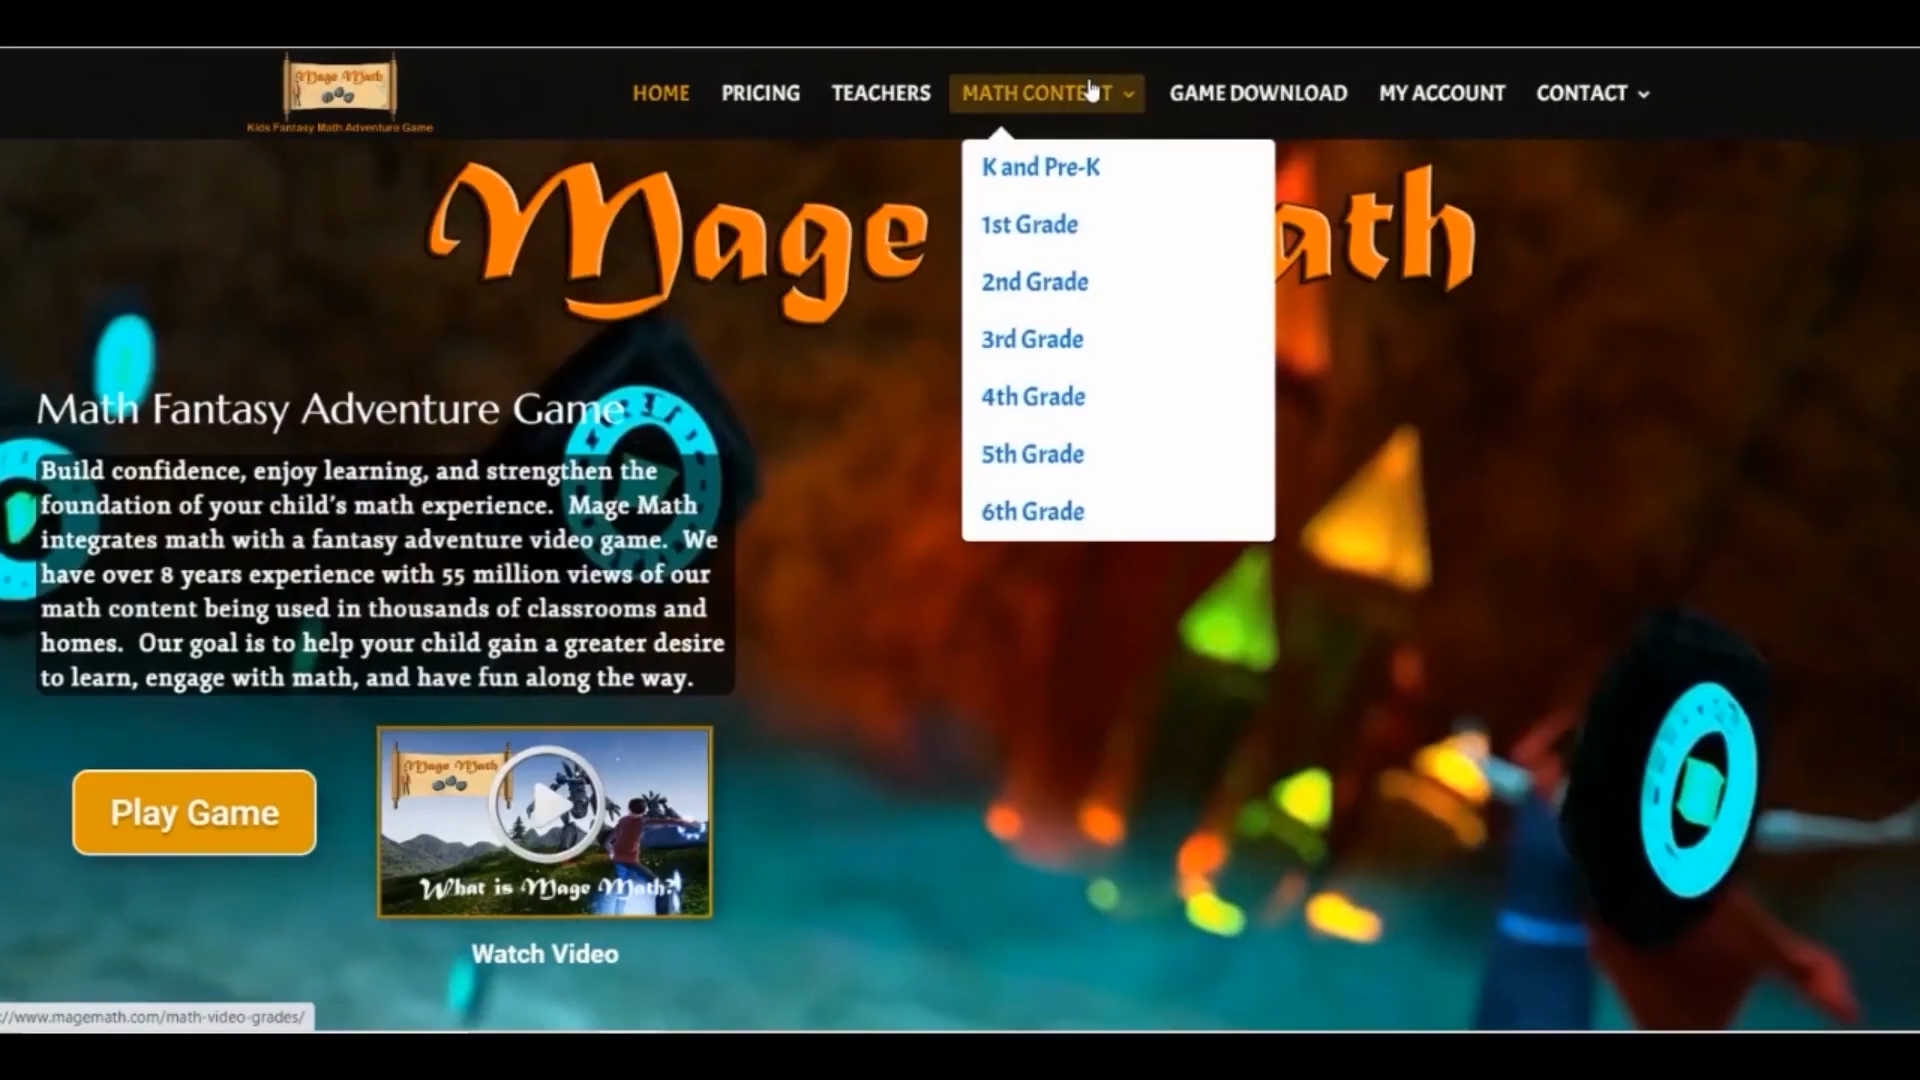 Mage Math
Kids Fantasy Math Adventure Game
HOME PRICING TEACHERS MATH CONTENT GAME DOWNLOAD MY ACCOUNT CONTACT
K and Pre-K
1st Grade
2nd Grade
3rd Grade
4th Grade
5th Grade
6th Grade
Mage ath
Math Fantasy Adventure Game
Build confidence, enjoy learning, and strengthen the
foundation of your child's math experience. Mage Math
integrates math with a fantasy adventure video game. We
have over 8 years experience with 55 million views of our
math content being used in thousands of classrooms and
homes. Our goal is to help your child gain a greater desire
to learn, engage with math, and have fun along the way.
Play Game
Mage Math
What is Mage Math?
Watch Video
://www.magemath.com/math-video-grades/